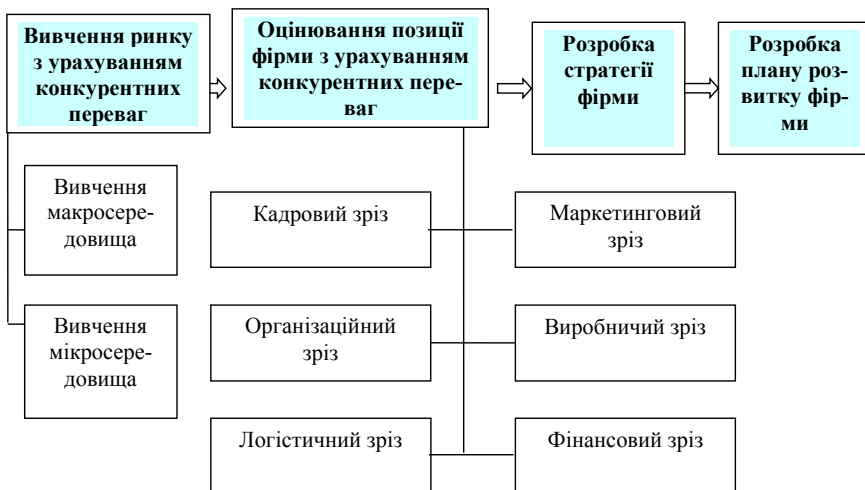 Вивчення ринку
з урахуванням
конкурентних
переваг
Оцінювання позиції
фірми з урахуванням
конкурентних пере-
ваг
Розробка
стратегії
фірми
Розробка
плану роз-
витку фір-
ми
Вивчення
макросере-
довища
Кадровий зріз
Маркетинговий
зріз
Вивчення
мікросере-
довища
Організаційний
зріз
Виробничий зріз
Логістичний зріз
Фінансовий зріз